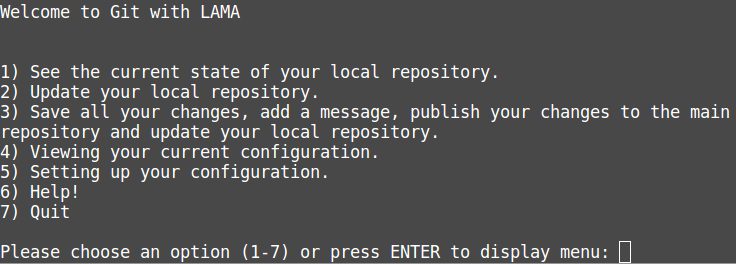 Welcome to Git with LAMA
1) See the current state of your local repository.
2) Update your local repository.
3) Save all your changes, add a message, publish your changes to the main
repository and update your local repository.
4) Viewing your current configuration.
5) Setting up your configuration.
6) Help!
7) Quit
Please choose an option (1-7) or press ENTER to display menu: